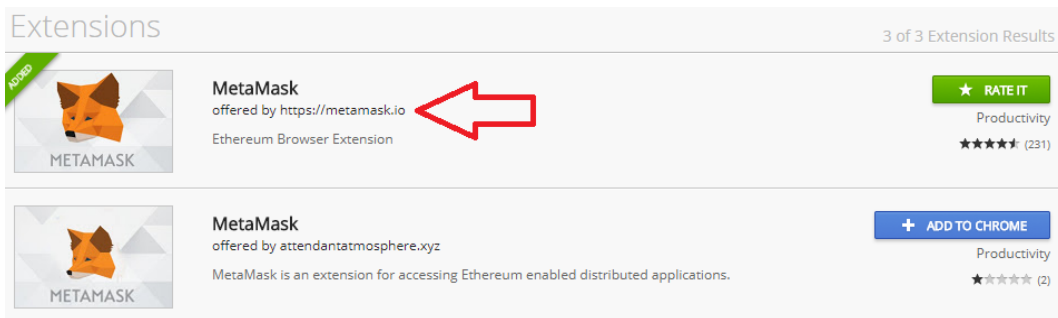 Extensions
3 of 3 Extension Results
ADDED
METAMASK
MetaMask
offered by https://metamask.io
Ethereum Browser Extension
RATE IT
Productivity
(231)
METAMASK
MetaMask
offered by attendantatmosphere.xyz
MetaMask is an extension for accessing Ethereum enabled distributed applications.
+ ADD TO CHROME
Productivity
(2)